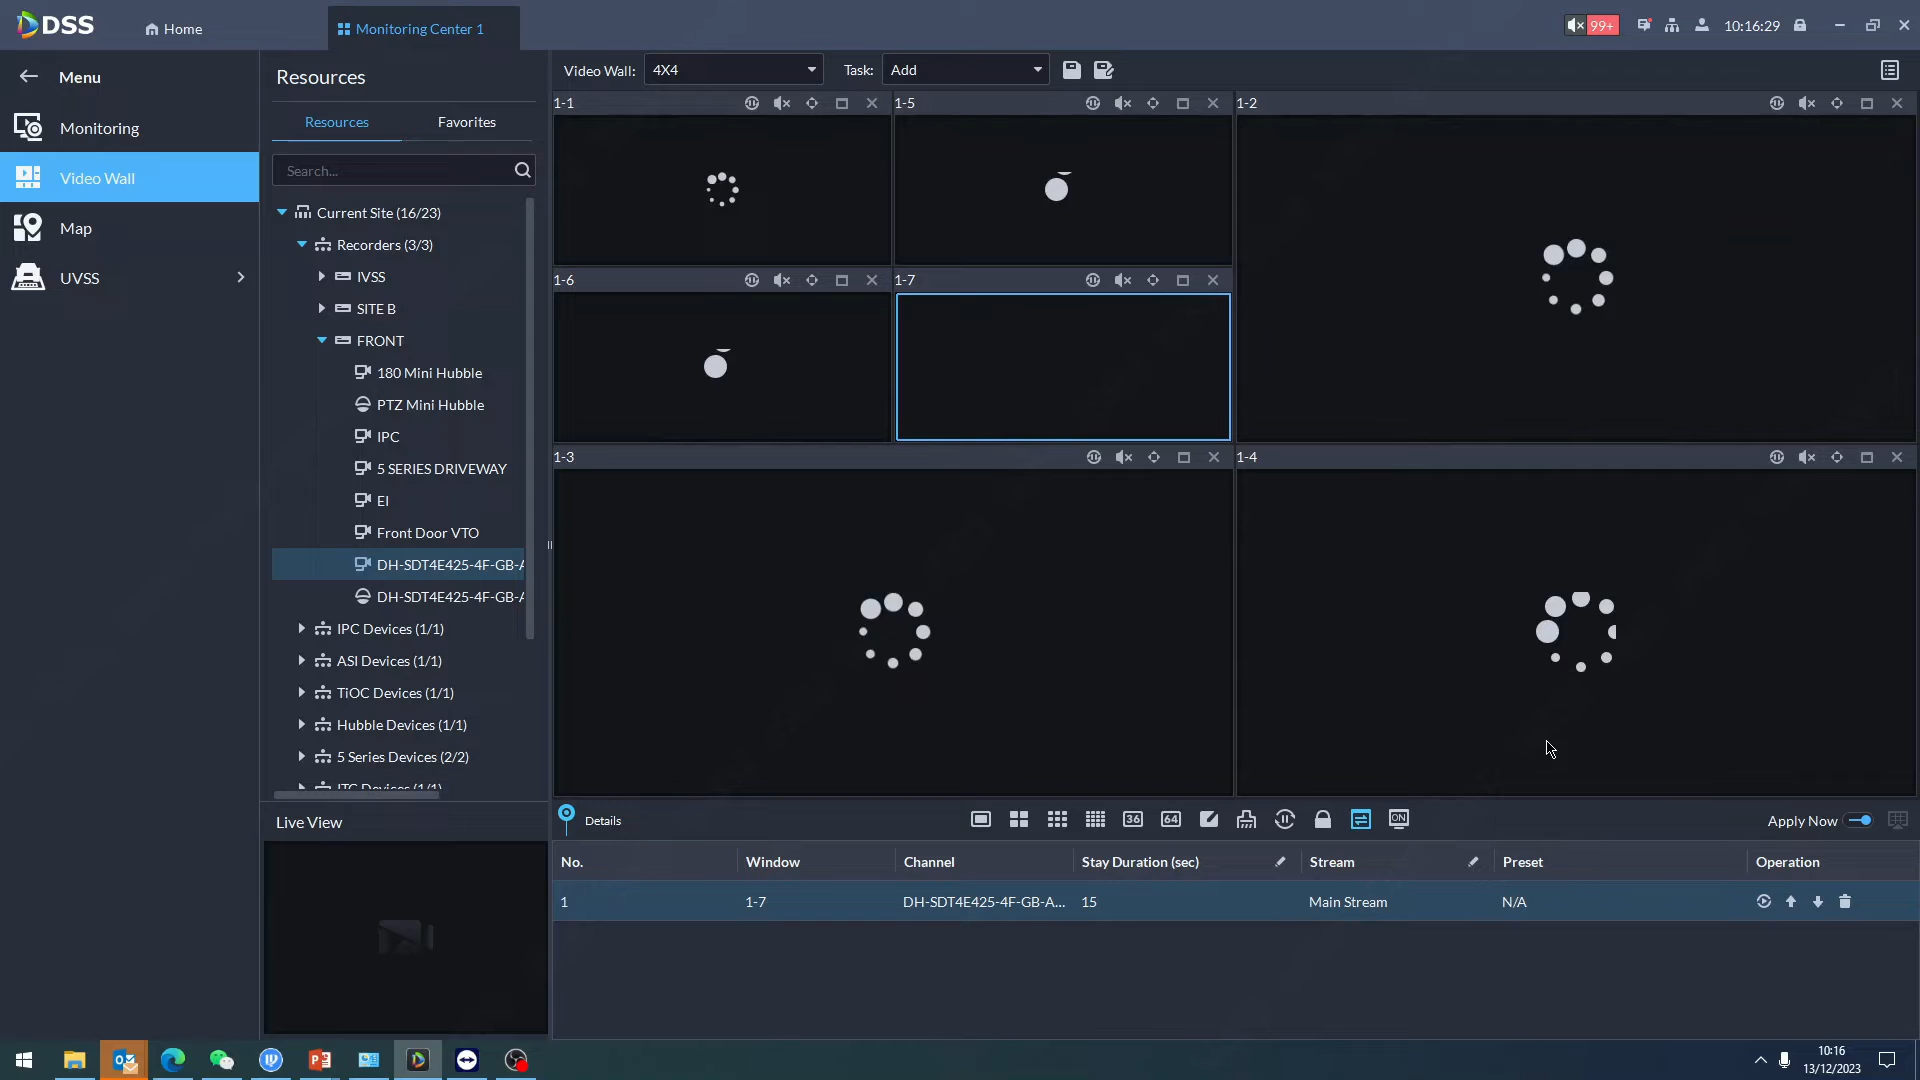 DSS
Home
Monitoring Center 1
99+
10:16:29
Menu
Monitoring
Video Wall
Map
UVSS
Resources
Resources
Favorites
Search...
Current Site (16/23)
Recorders (3/3)
IVSS
SITE B
FRONT
180 Mini Hubble
PTZ Mini Hubble
IPC
5 SERIES DRIVEWAY
EI
Front Door VTO
DH-SDT4E425-4F-GB-A
DH-SDT4E425-4F-GB-A
IPC Devices (1/1)
ASI Devices (1/1)
TiOC Devices (1/1)
Hubble Devices (1/1)
5 Series Devices (2/2)
ITC Devices (1/1)
Live View
Video Wall:
4X4
Task:
Add
1-1
1-5
1-2
1-6
1-7
1-3
1-4
Details
36
64
ON
Apply Now
No.
Window
Channel
Stay Duration (sec)
Stream
Preset
Operation
1
1-7
DH-SDT4E425-4F-GB-A...
15
Main Stream
N/A
10:16
13/12/2023